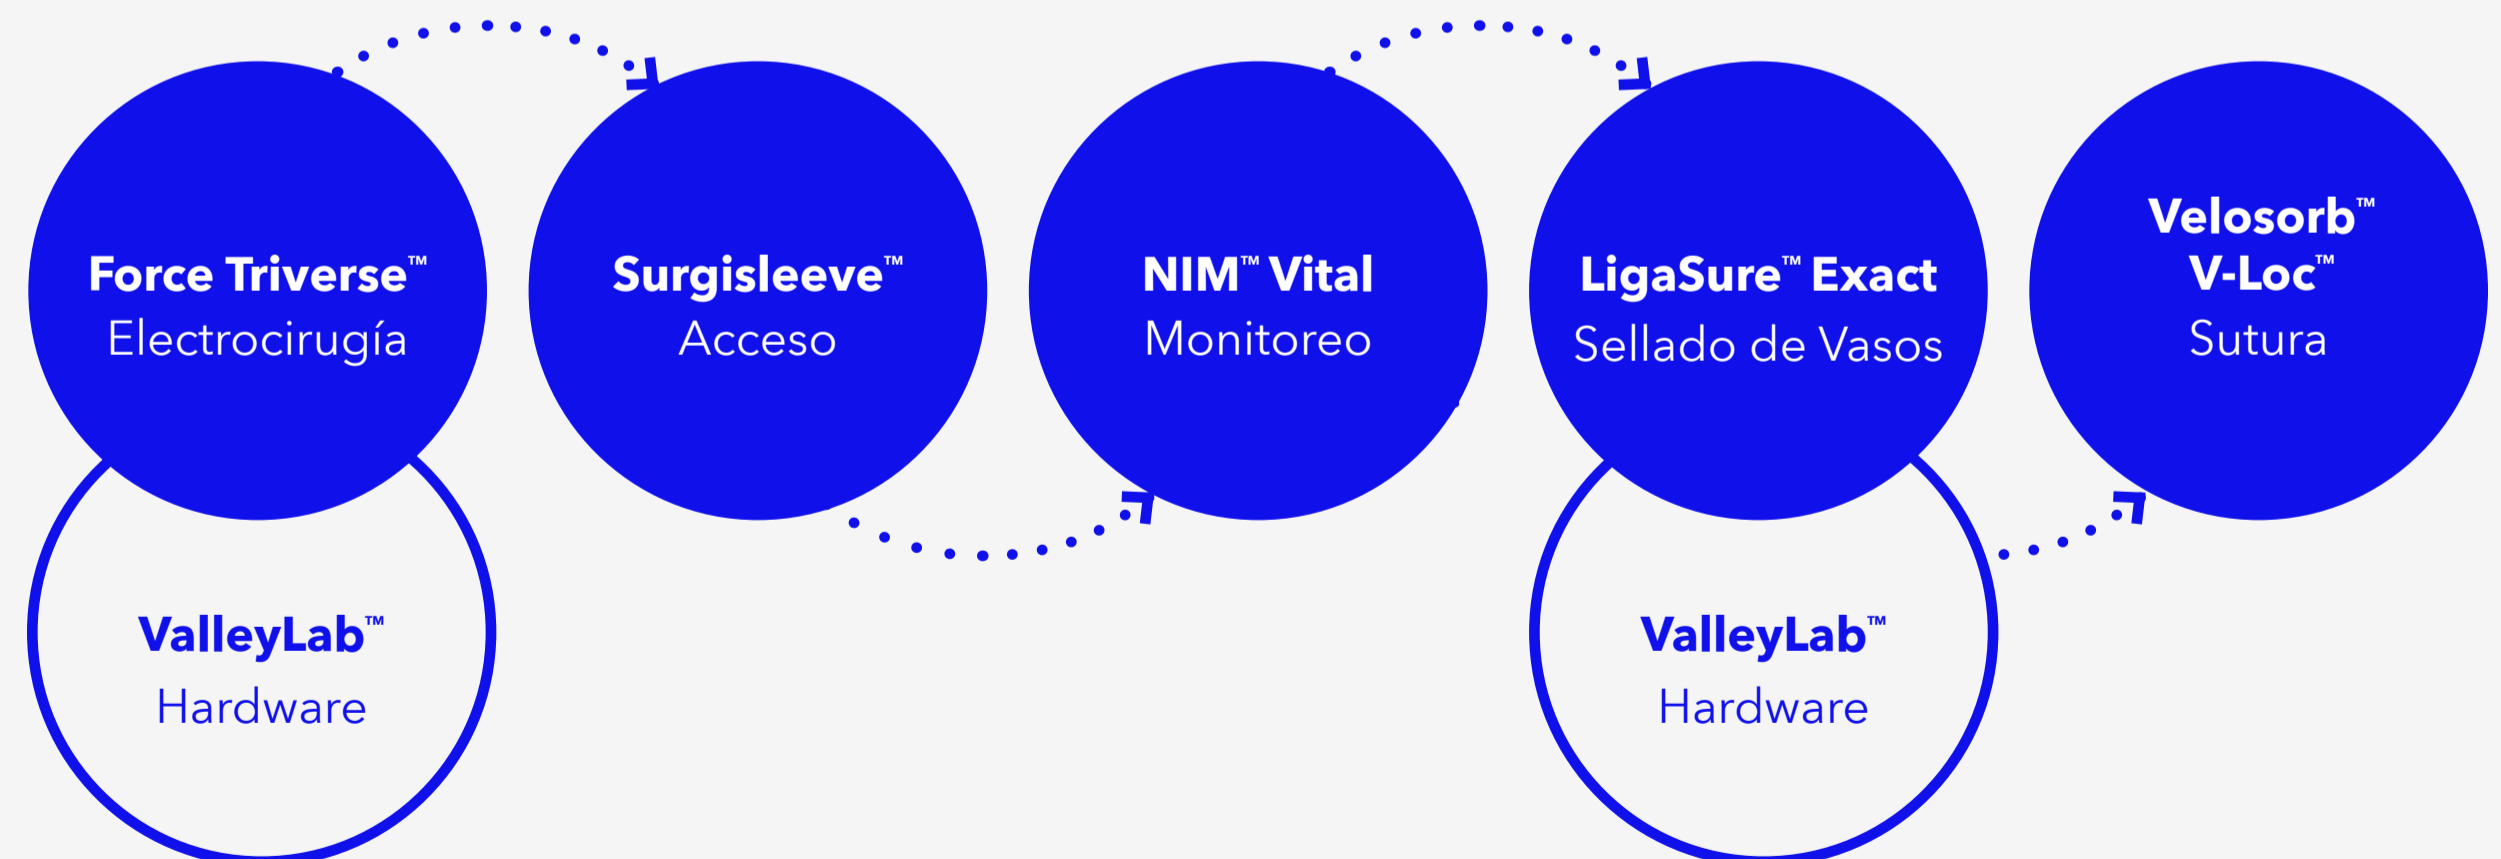 Force Triverse™
Electrocirugía
Surgisleeve™
Acceso
NIM™ Vital
Monitoreo
LigaSure™ Exact
Sellado de Vasos
Velosorb™
V-Loc™
Sutura
ValleyLab™
Hardware
ValleyLab™
Hardware